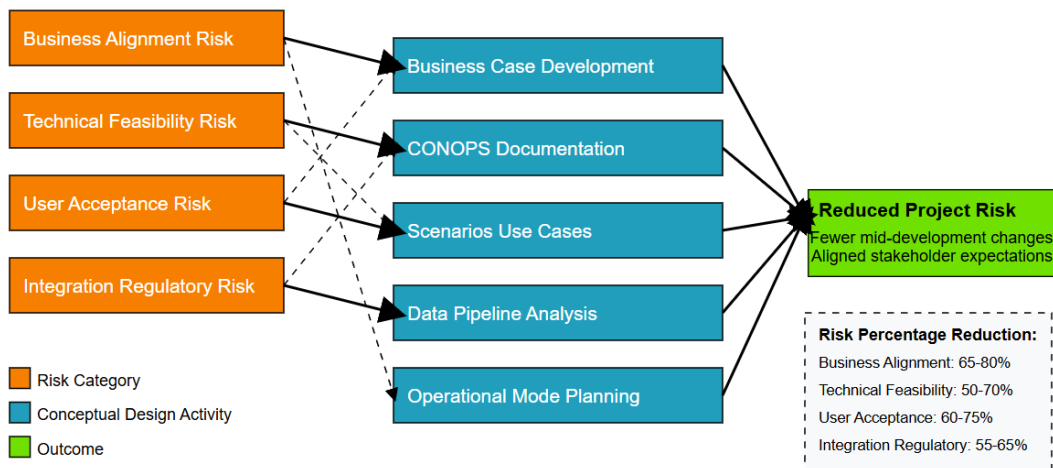 Business Alignment Risk
Technical Feasibility Risk
User Acceptance Risk
Integration Regulatory Risk
Business Case Development
CONOPS Documentation
Scenarios Use Cases
Data Pipeline Analysis
Operational Mode Planning
Reduced Project Risk
Fewer mid-development changes
Aligned stakeholder expectations
Risk Percentage Reduction:
Business Alignment: 65-80%
Technical Feasibility: 50-70%
User Acceptance: 60-75%
Integration Regulatory: 55-65%
Risk Category
Conceptual Design Activity
Outcome